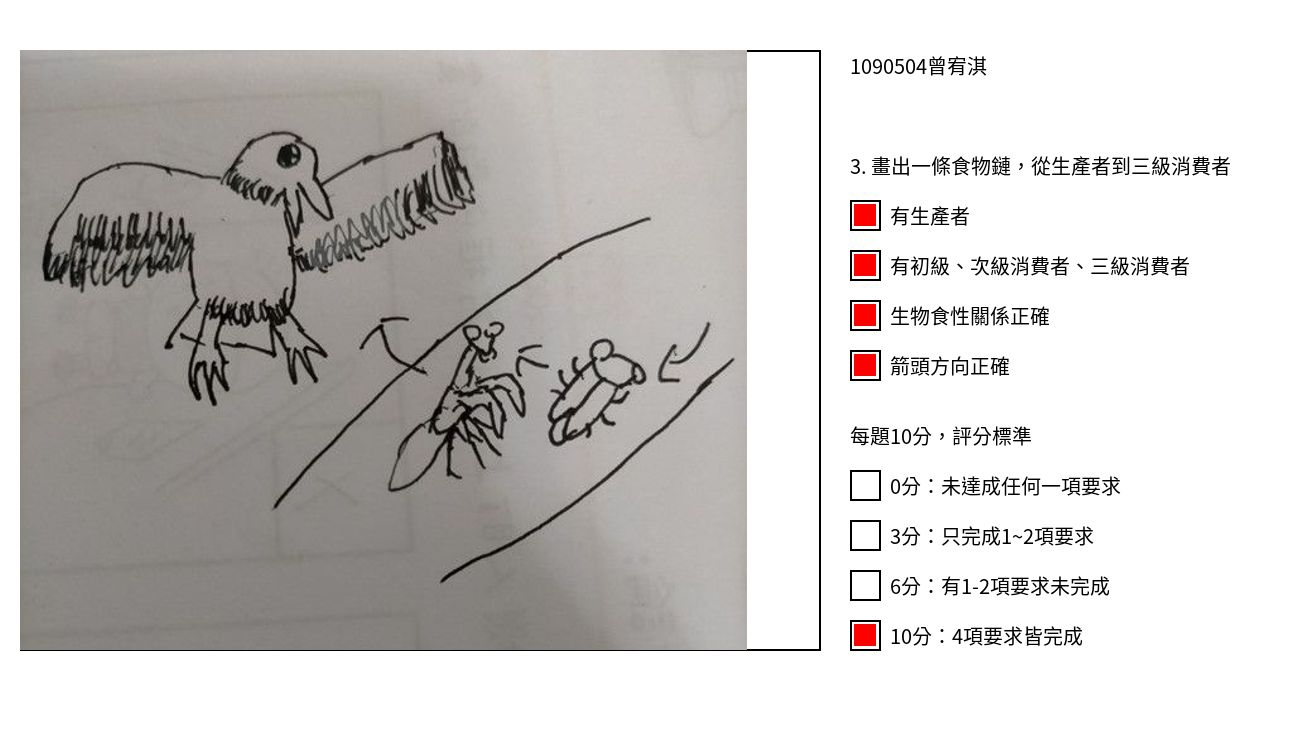 1090504曾宥淇
3. 畫出一條食物鏈，從生產者到三級消費者
有生產者
有初級、次級消費者、三級消費者
生物食性關係正確
箭頭方向正確
每題10分，評分標準
0分：未達成任何一項要求
3分：只完成1~2項要求
6分：有1-2項要求未完成
10分：4項要求皆完成